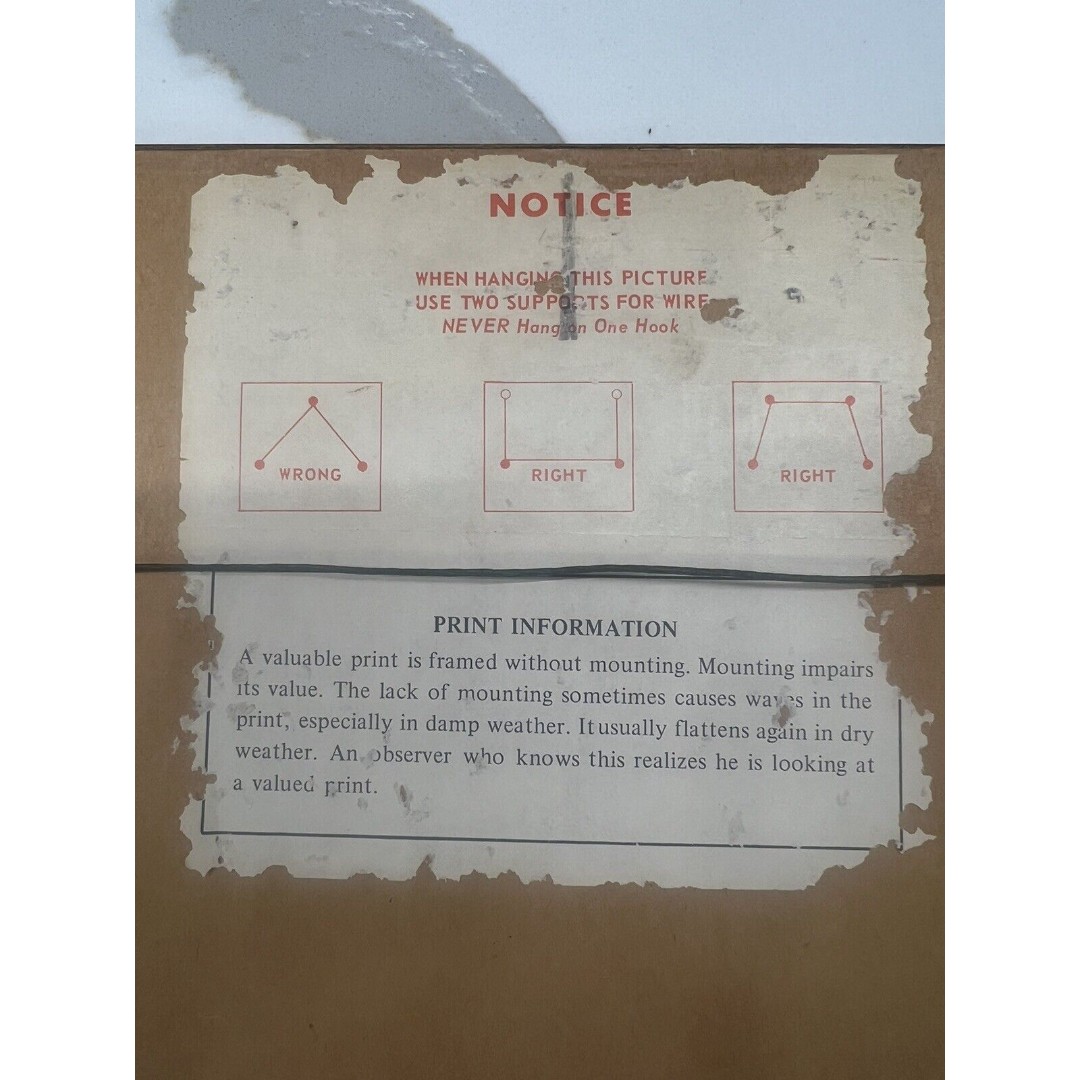 NOTICE
WHEN HANGING THIS PICTURE
USE TWO SUPPORTS FOR WIRE
NEVER Hang on One Hook
WRONG
RIGHT
RIGHT
PRINT INFORMATION
A valuable print is framed without mounting. Mounting impairs
its value. The lack of mounting sometimes causes waves in the
print, especially in damp weather. It usually flattens again in dry
weather. An observer who knows this realizes he is looking at
a valued print.